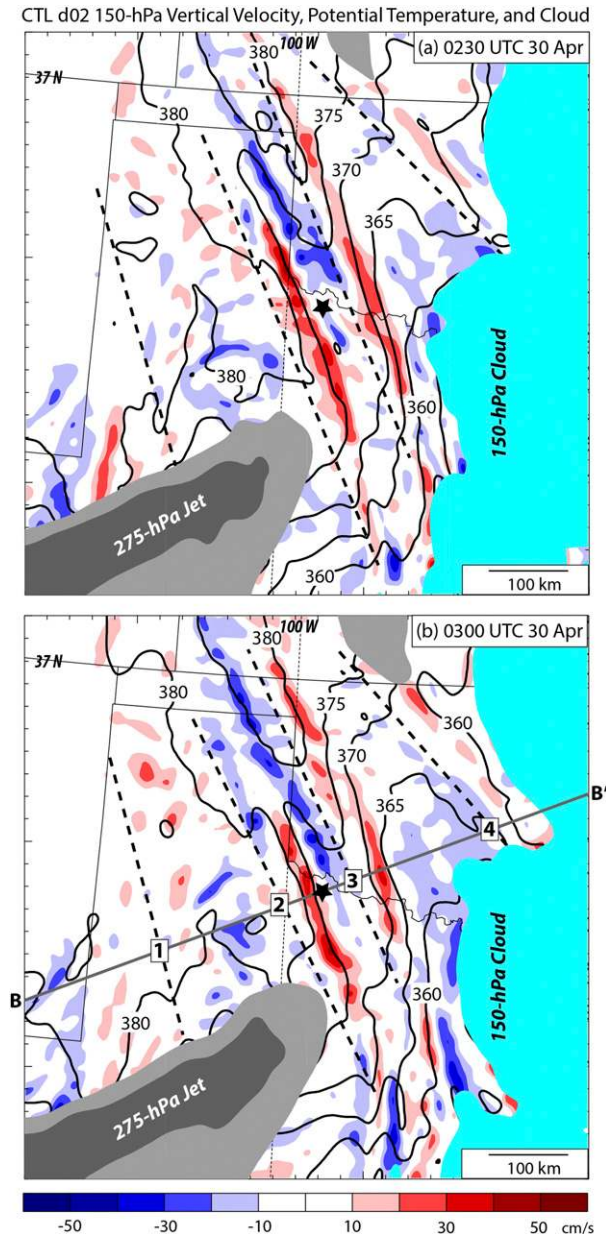 CTL d02 150-hPa Vertical Velocity, Potential Temperature, and Cloud
100 W
380
(a) 0230 UTC 30 Apr
37 N
375
380
370
365
380
150-hPa Cloud
360
275-hPa Jet
360
100 km
100 W
380
(b) 0300 UTC 30 Apr
37 N
375
380
360
370
365
B'
4
3
2
1
B
360
150-hPa Cloud
380
275-hPa Jet
100 km
-50 -30 -10 10 30 50 cm/s